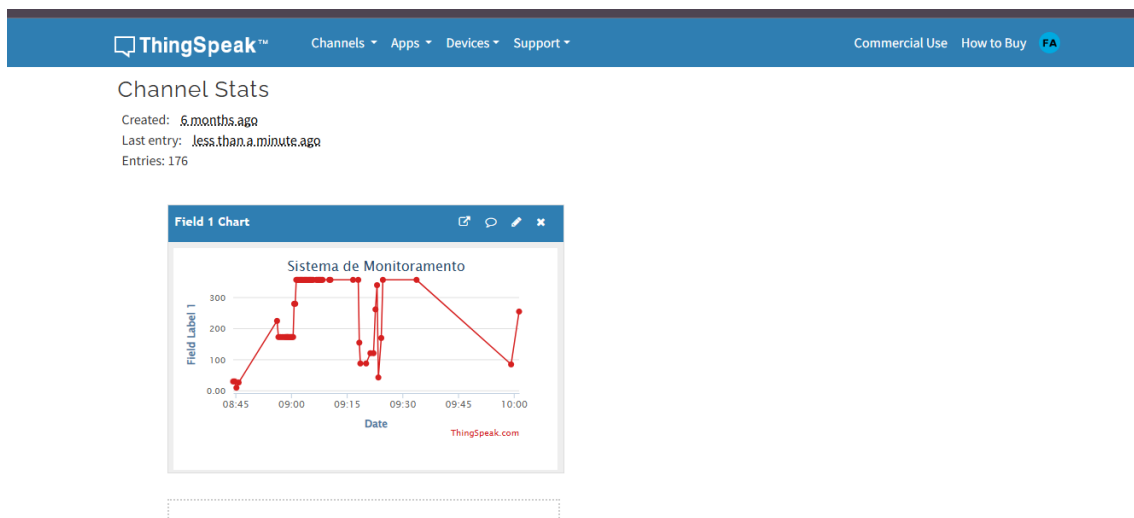 ThingSpeak™ Channels Apps Devices Support Commercial Use How to Buy FA
Channel Stats
Created: 6 months ago
Last entry: less than a minute ago
Entries: 176
Field 1 Chart
Sistema de Monitoramento
Field Label 1
300
200
100
0.00
08:45 09:00 09:15 09:30 09:45 10:00
Date
ThingSpeak.com